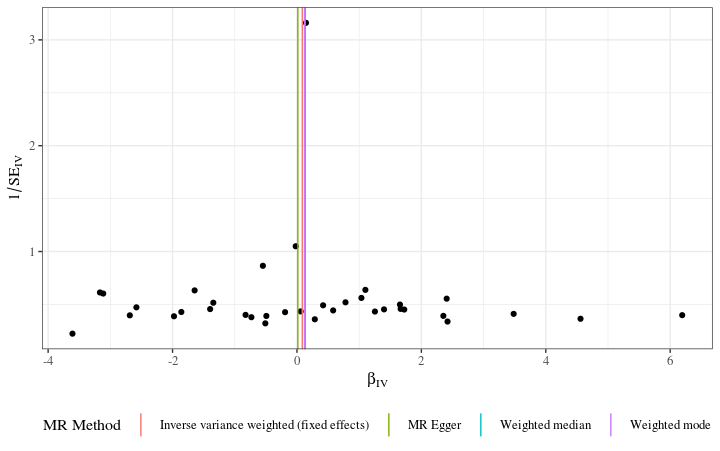 3
2
1
1/SE_IV
-4 -2 0 2 4 6
β_IV
MR Method Inverse variance weighted (fixed effects) MR Egger Weighted median Weighted mode